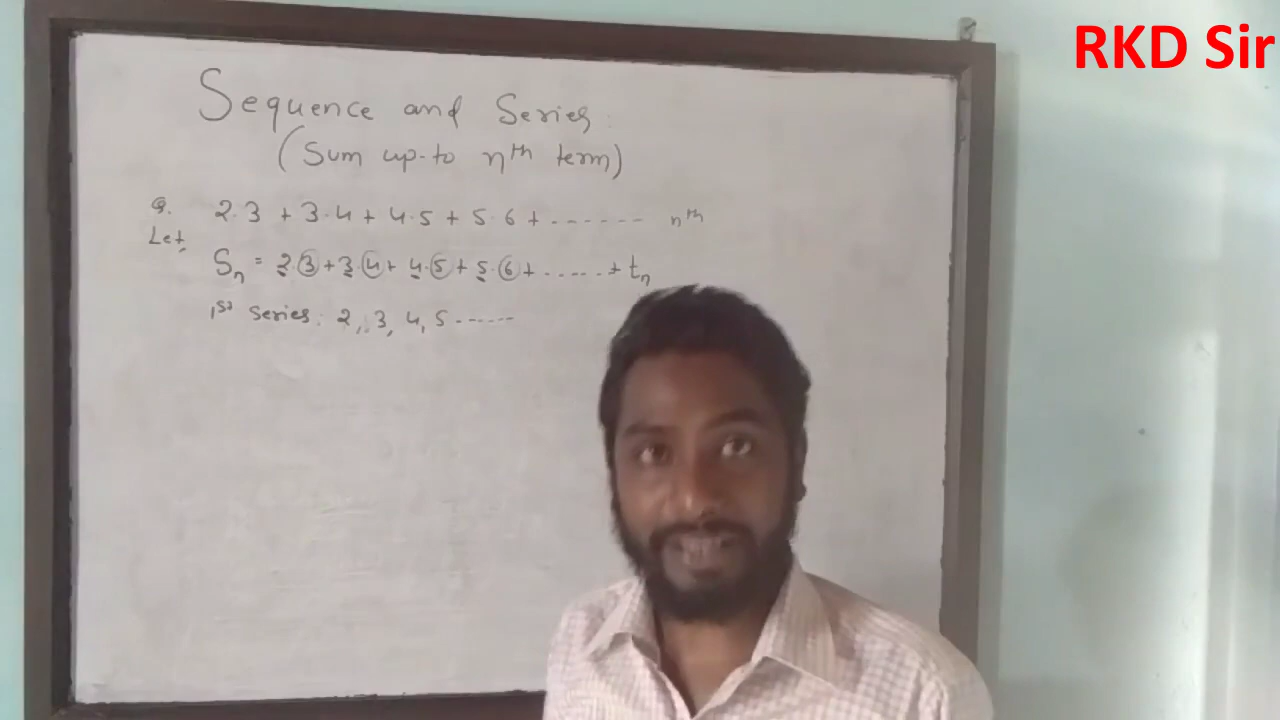 RKD Sir
Sequence and Series:
(Sum up-to nth term)
Q. 2.3 + 3.4 + 4.5 + 5.6 + ....... nth
Let,
Sn = 2.3 + 3.4 + 4.5 + 5.6 + ...... + tn
1st series: 2, 3, 4, 5 ------